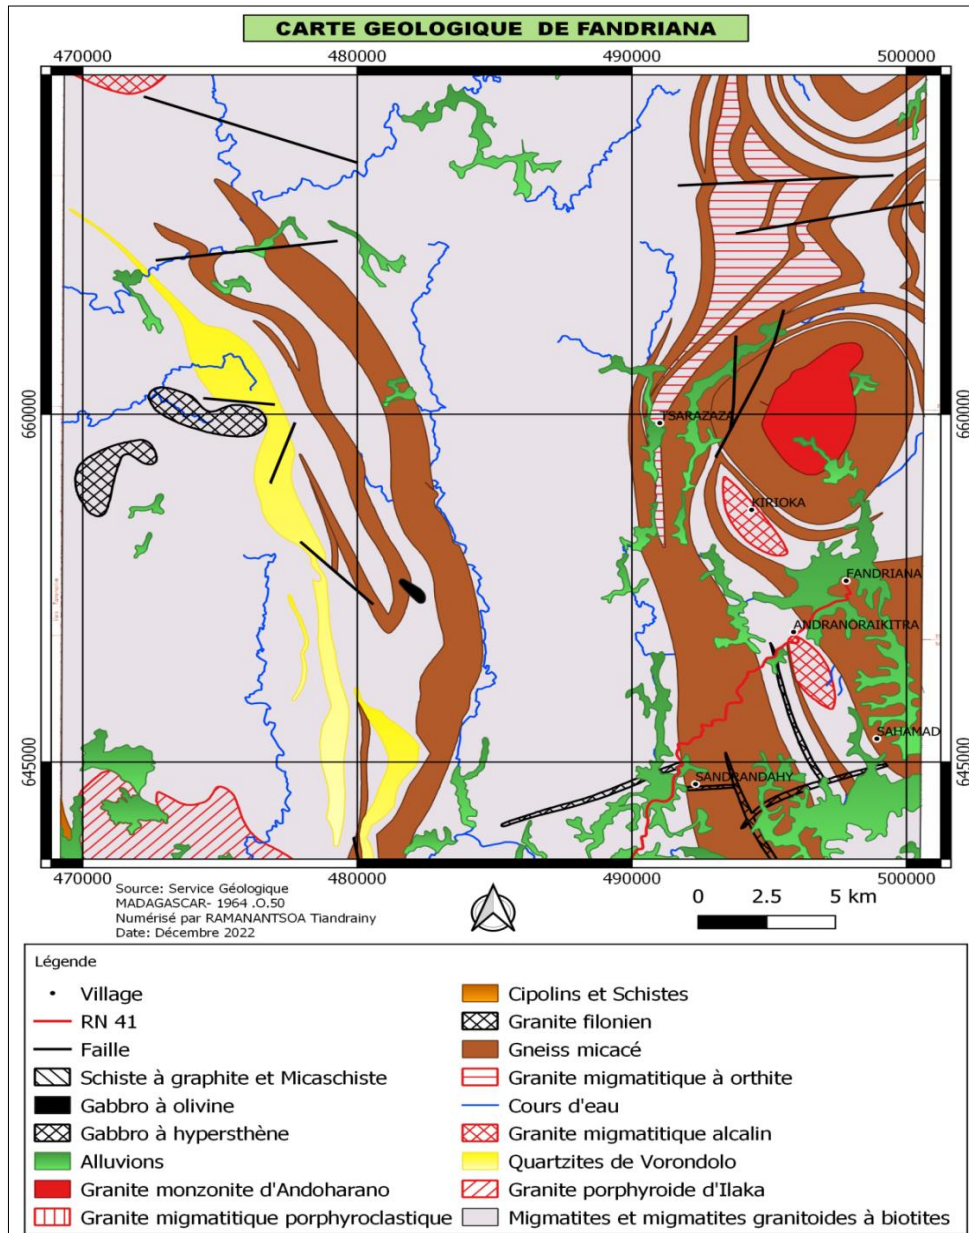 CARTE GEOLOGIQUE DE FANDRIANA
470000 480000 490000 500000
660000 660000
TSARAZAZA
KIRIOKA
FANDRIANA
ANDRANORAIKITRA
SAHAMAD
645000 645000
SANDRANDAHY
470000 480000 490000 500000
Source: Service Géologique
MADAGASCAR- 1964 .O.50
Numérisé par RAMANANTSOA Tiandrainy
Date: Décembre 2022
0 2.5 5 km
Légende
Village
RN 41
Faille
Schiste à graphite et Micaschiste
Gabbro à olivine
Gabbro à hypersthène
Alluvions
Granite monzonite d'Andoharano
Granite migmatitique porphyroclastique
Cipolins et Schistes
Granite filonien
Gneiss micacé
Granite migmatitique à orthite
Cours d'eau
Granite migmatitique alcalin
Quartzites de Vorondolo
Granite porphyroide d'Ilaka
Migmatites et migmatites granitoides à biotites